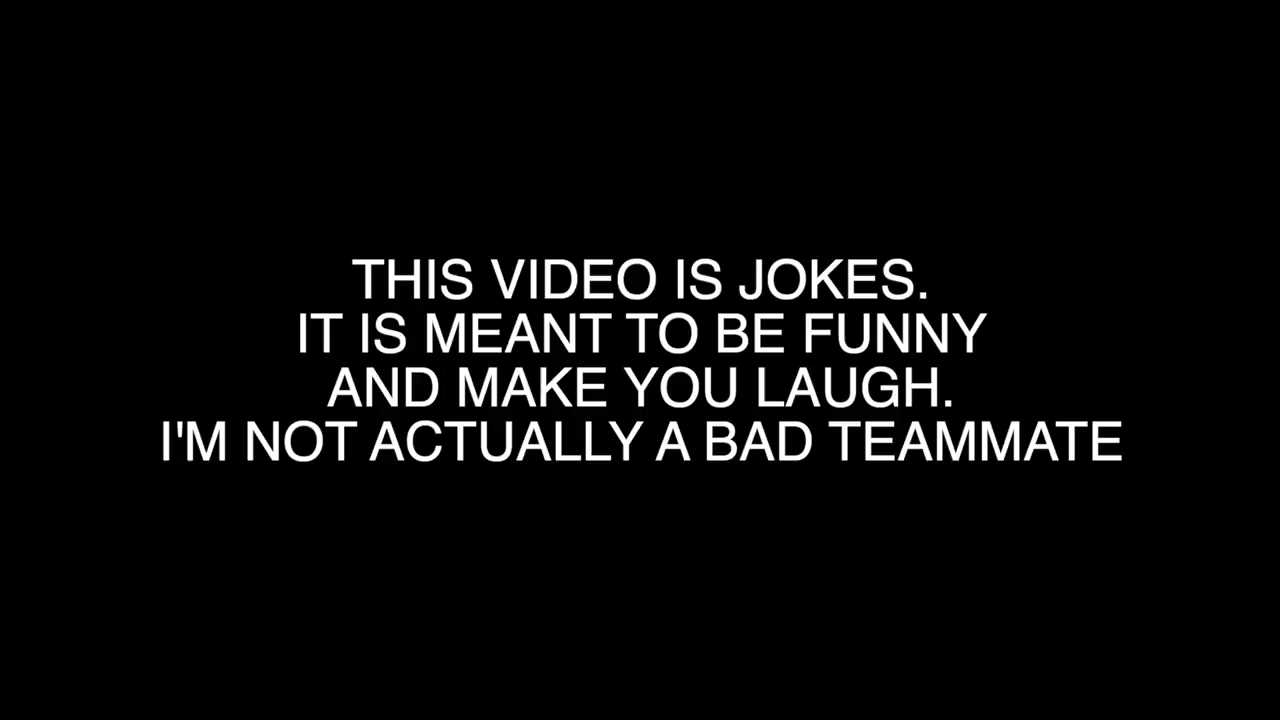 THIS VIDEO IS JOKES.
IT IS MEANT TO BE FUNNY
AND MAKE YOU LAUGH.
I'M NOT ACTUALLY A BAD TEAMMATE